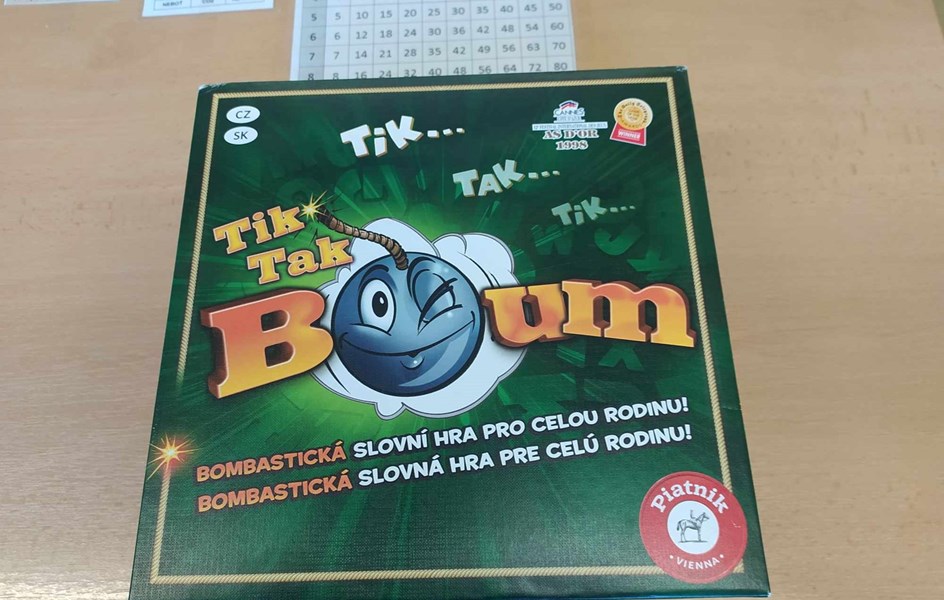 NEBOT
5 5 10 15 20 25 30 35 40 45 50
6 6 12 18 24 30 36 42 48 54 60
7 7 14 21 28 35 42 49 56 63 70
8 8 16 24 32 40 48 56 64 72 80
CZ
SK
TiK...
TAK...
TiK...
CANNES
AS D'OR
1998
WINNER
Tik
Tak
Boum
BOMBASTICKÁ SLOVNÍ HRA PRO CELOU RODINU!
BOMBASTICKÁ SLOVNÁ HRA PRE CELÚ RODINU!
Piatnik
• VIENNA •